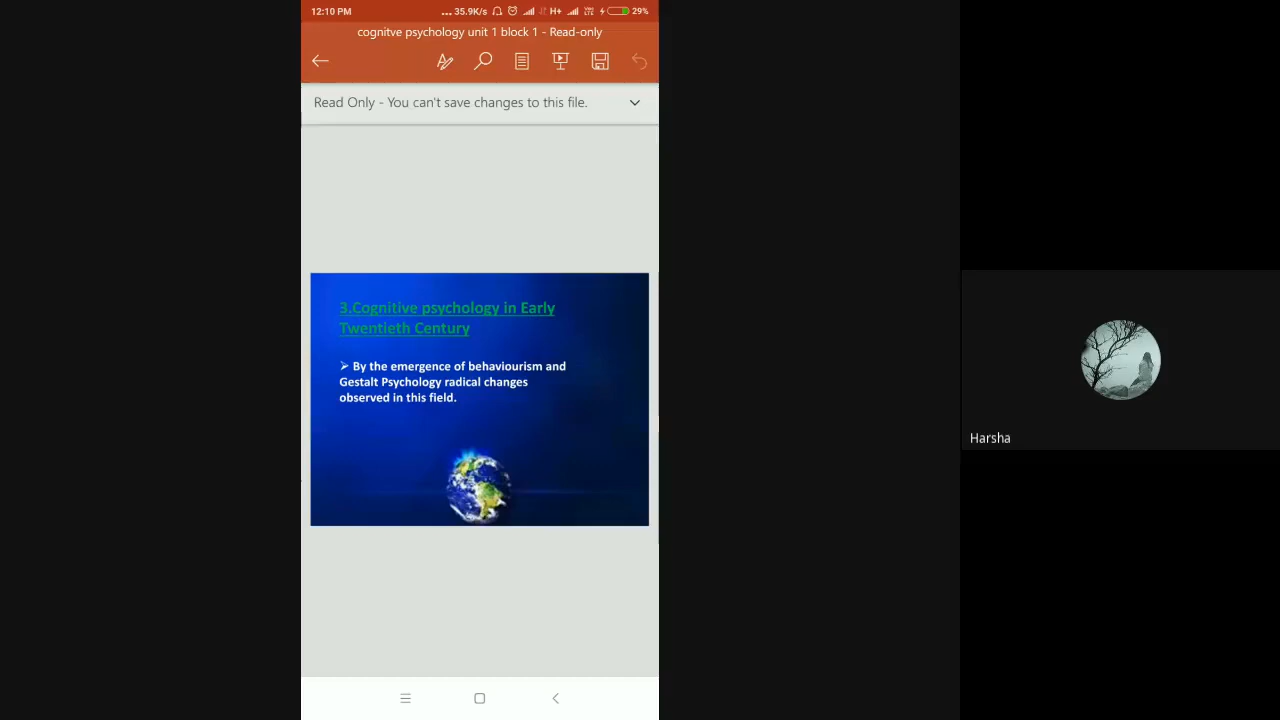 12:10 PM
... 35.9K/s H+ 29%
cognitve psychology unit 1 block 1 - Read-only
Read Only - You can't save changes to this file.
3.Cognitive psychology in Early
Twentieth Century
➢ By the emergence of behaviourism and
Gestalt Psychology radical changes
observed in this field.
Harsha